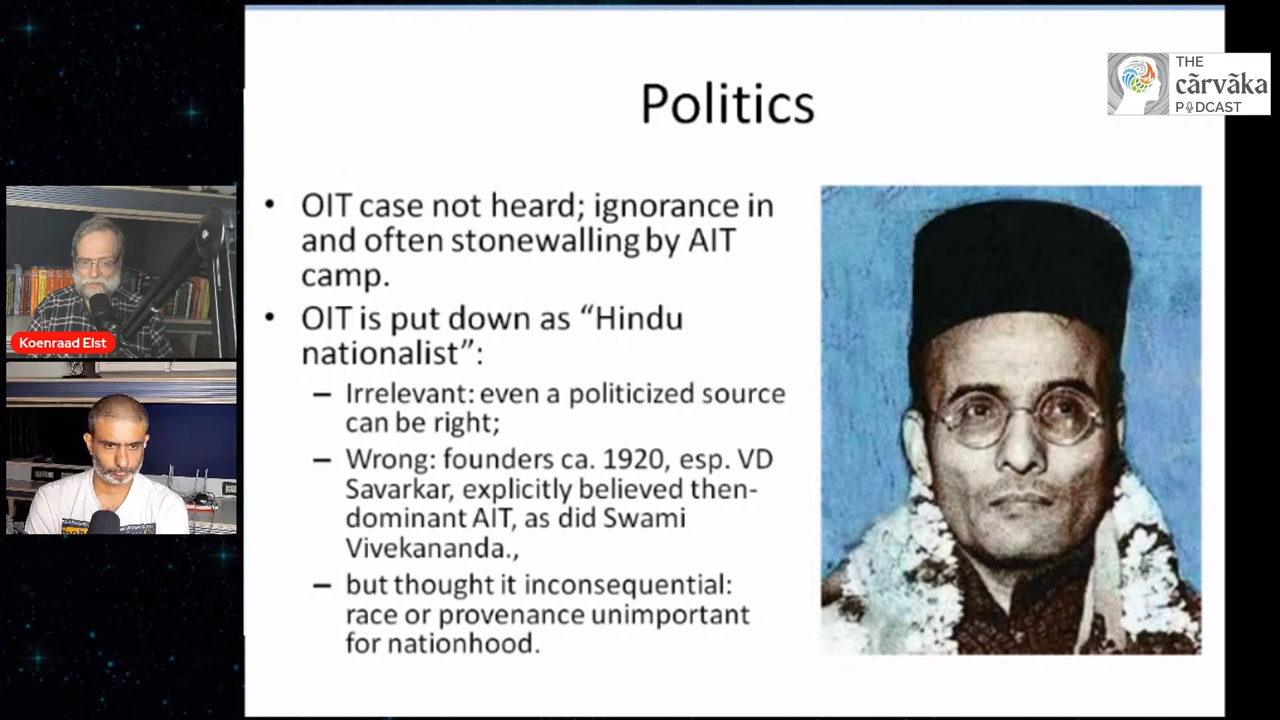 Politics
THE
cārvāka
PODCAST
• OIT case not heard; ignorance in
and often stonewalling by AIT
camp.
• OIT is put down as “Hindu
nationalist”:
– Irrelevant: even a politicized source
can be right;
– Wrong: founders ca. 1920, esp. VD
Savarkar, explicitly believed then-
dominant AIT, as did Swami
Vivekananda.,
– but thought it inconsequential:
race or provenance unimportant
for nationhood.
Koenraad Elst